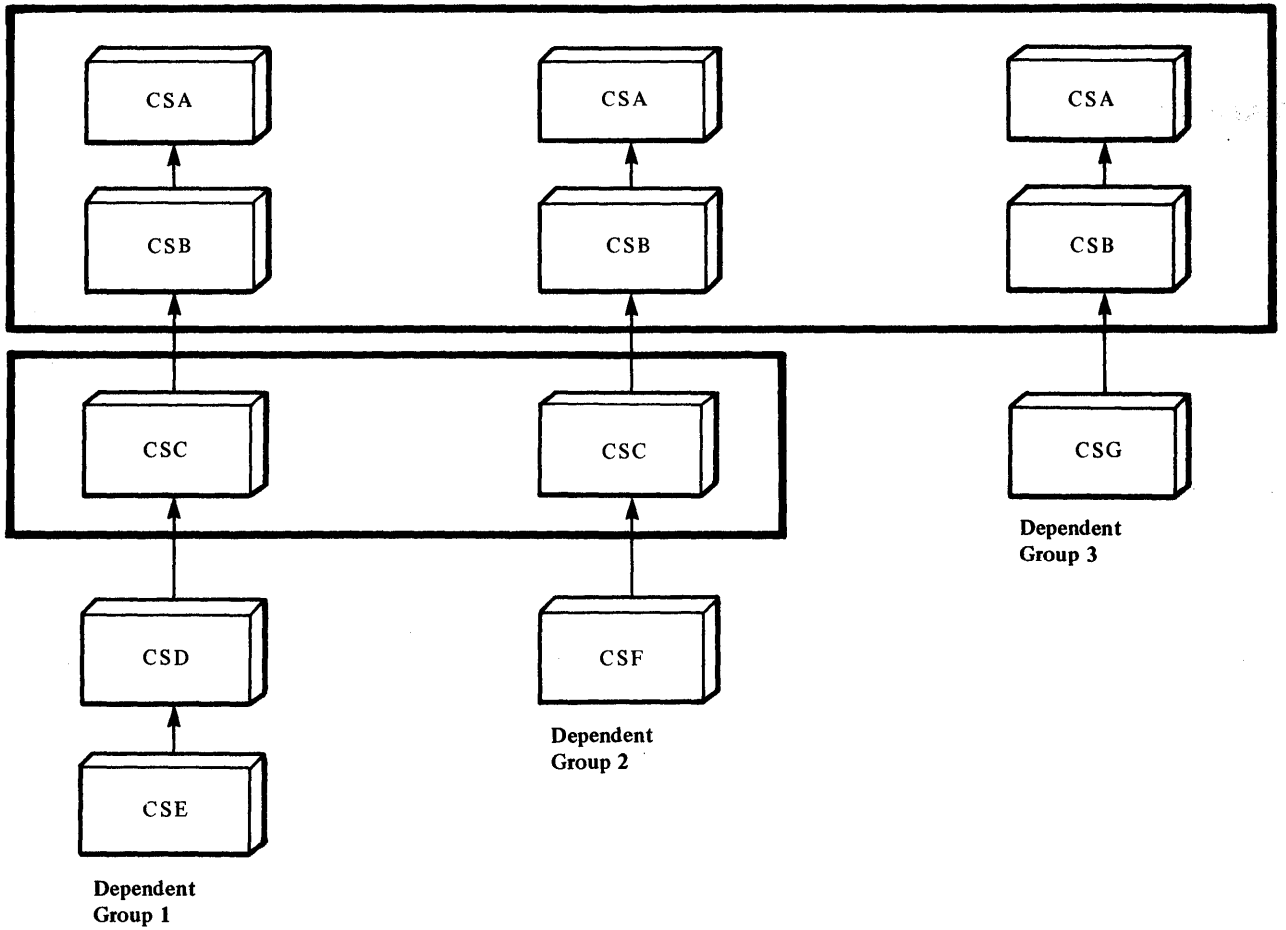 CSA
CSA
CSA
CSB
CSB
CSB
CSC
CSC
CSG
Dependent
Group 3
CSD
CSF
Dependent
Group 2
CSE
Dependent
Group 1